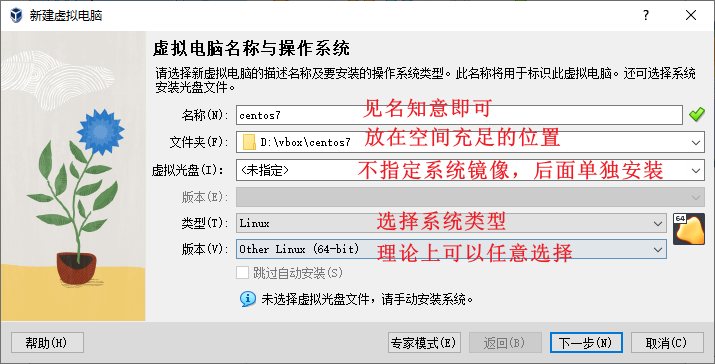 新建虚拟电脑
虚拟电脑名称与操作系统
请选择新虚拟电脑的描述名称及要安装的操作系统类型。此名称将用于标识此虚拟电脑。还可选择系统
安装光盘文件。
名称(N): centos7 见名知意即可
文件夹(F): D:\vbox\centos7 放在空间充足的位置
虚拟光盘(I): <未指定> 不指定系统镜像，后面单独安装
版本(E):
类型(T): Linux 选择系统类型 64
版本(V): Other Linux (64-bit) 理论上可以任意选择
跳过自动安装(S)
未选择虚拟光盘文件，请手动安装系统。
帮助(H) 专家模式(E) 返回(B) 下一步(N) 取消(C)